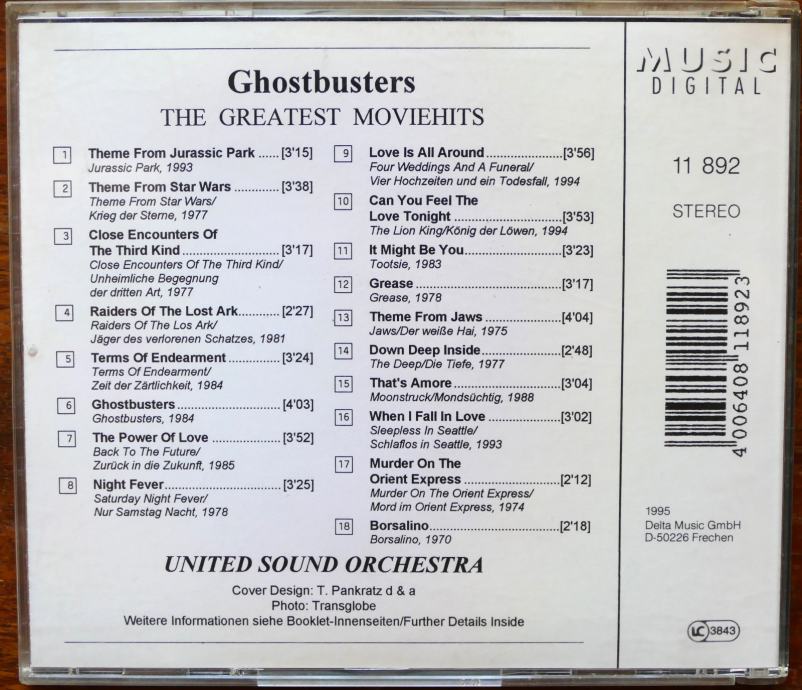 Ghostbusters
THE GREATEST MOVIEHITS
1 Theme From Jurassic Park ...... [3'15]
Jurassic Park, 1993
2 Theme From Star Wars ............ [3'38]
Theme From Star Wars/
Krieg der Sterne, 1977
3 Close Encounters Of
The Third Kind ........................ [3'17]
Close Encounters Of The Third Kind/
Unheimliche Begegnung
der dritten Art, 1977
4 Raiders Of The Lost Ark............ [2'27]
Raiders Of The Los Ark/
Jäger des verlorenen Schatzes, 1981
5 Terms Of Endearment ............. [3'24]
Terms Of Endearment/
Zeit der Zärtlichkeit, 1984
6 Ghostbusters .......................... [4'03]
Ghostbusters, 1984
7 The Power Of Love .................. [3'52]
Back To The Future/
Zurück in die Zukunft, 1985
8 Night Fever.............................. [3'25]
Saturday Night Fever/
Nur Samstag Nacht, 1978
9 Love Is All Around ................... [3'56]
Four Weddings And A Funeral/
Vier Hochzeiten und ein Todesfall, 1994
10 Can You Feel The
Love Tonight .......................... [3'53]
The Lion King/König der Löwen, 1994
11 It Might Be You........................ [3'23]
Tootsie, 1983
12 Grease .................................... [3'17]
Grease, 1978
13 Theme From Jaws .................. [4'04]
Jaws/Der weiße Hai, 1975
14 Down Deep Inside................... [2'48]
The Deep/Die Tiefe, 1977
15 That's Amore .......................... [3'04]
Moonstruck/Mondsüchtig, 1988
16 When I Fall In Love ................. [3'02]
Sleepless In Seattle/
Schlaflos in Seattle, 1993
17 Murder On The
Orient Express ....................... [2'12]
Murder On The Orient Express/
Mord im Orient Express, 1974
18 Borsalino................................. [2'18]
Borsalino, 1970
UNITED SOUND ORCHESTRA
Cover Design: T. Pankratz d & a
Photo: Transglobe
Weitere Informationen siehe Booklet-Innenseiten/Further Details Inside
MUSIC
DIGITAL
11 892
STEREO
4 006408 118923
1995
Delta Music GmbH
D-50226 Frechen
LC 3843